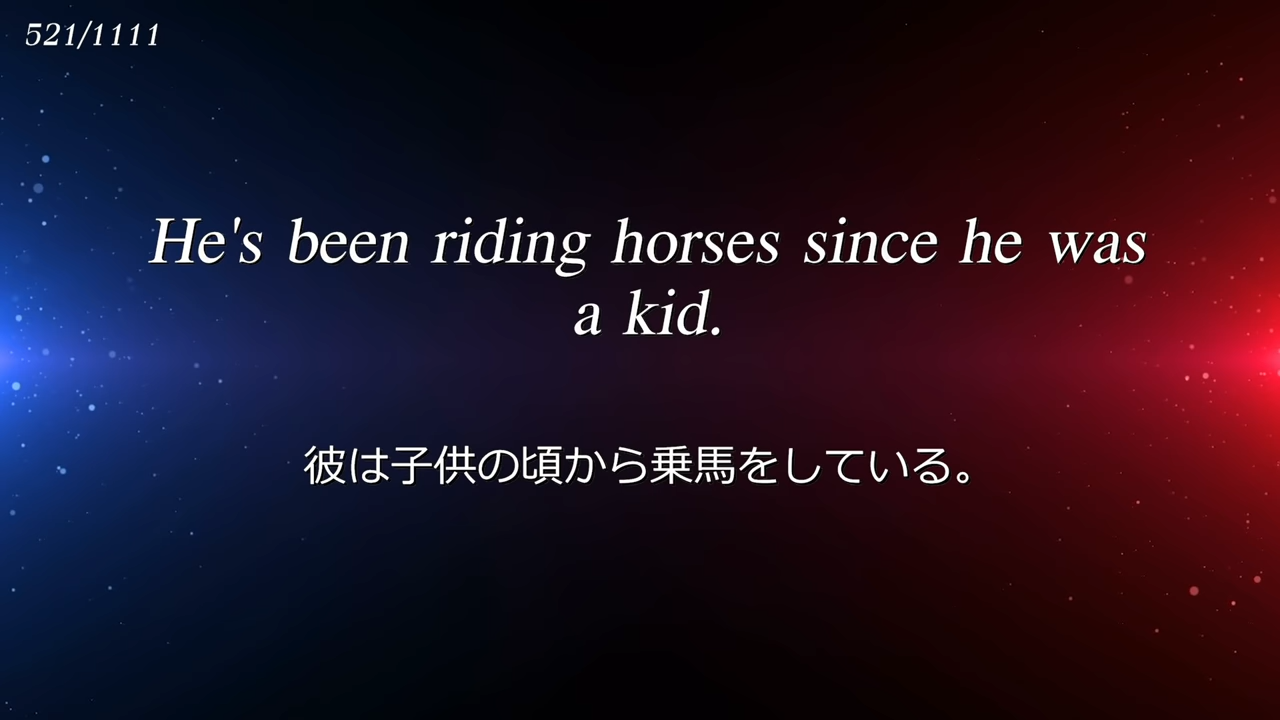 521/1111
He's been riding horses since he was
a kid.
彼は子供の頃から乗馬をしている。